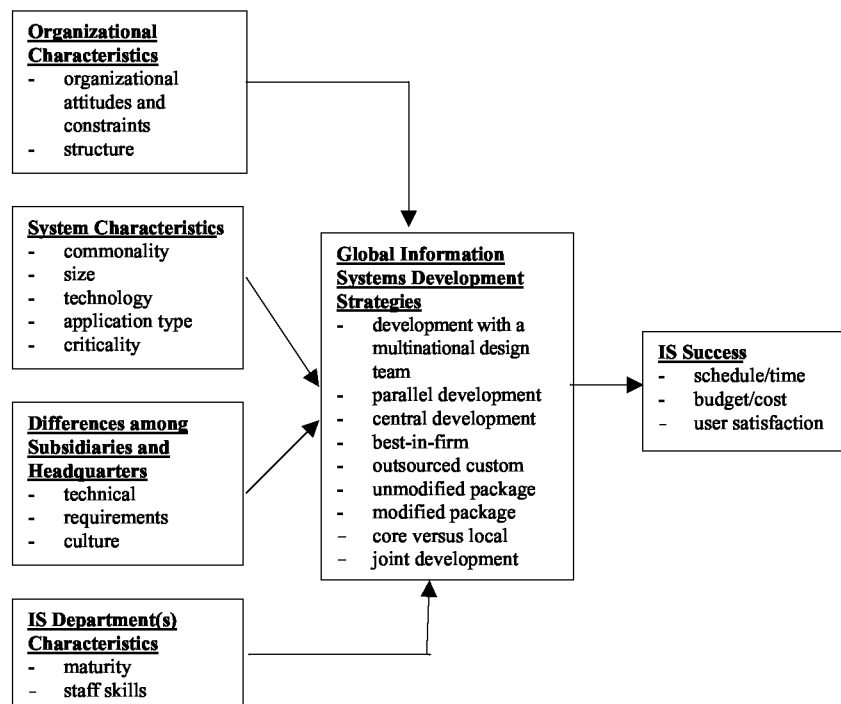 Organizational
Characteristics
- organizational
attitudes and
constraints
- structure
System Characteristics
- commonality
- size
- technology
- application type
- criticality
Differences among
Subsidiaries and
Headquarters
- technical
- requirements
- culture
IS Department(s)
Characteristics
- maturity
- staff skills
Global Information
Systems Development
Strategies
- development with a
multinational design
team
- parallel development
- central development
- best-in-firm
- outsourced custom
- unmodified package
- modified package
- core versus local
- joint development
IS Success
- schedule/time
- budget/cost
- user satisfaction